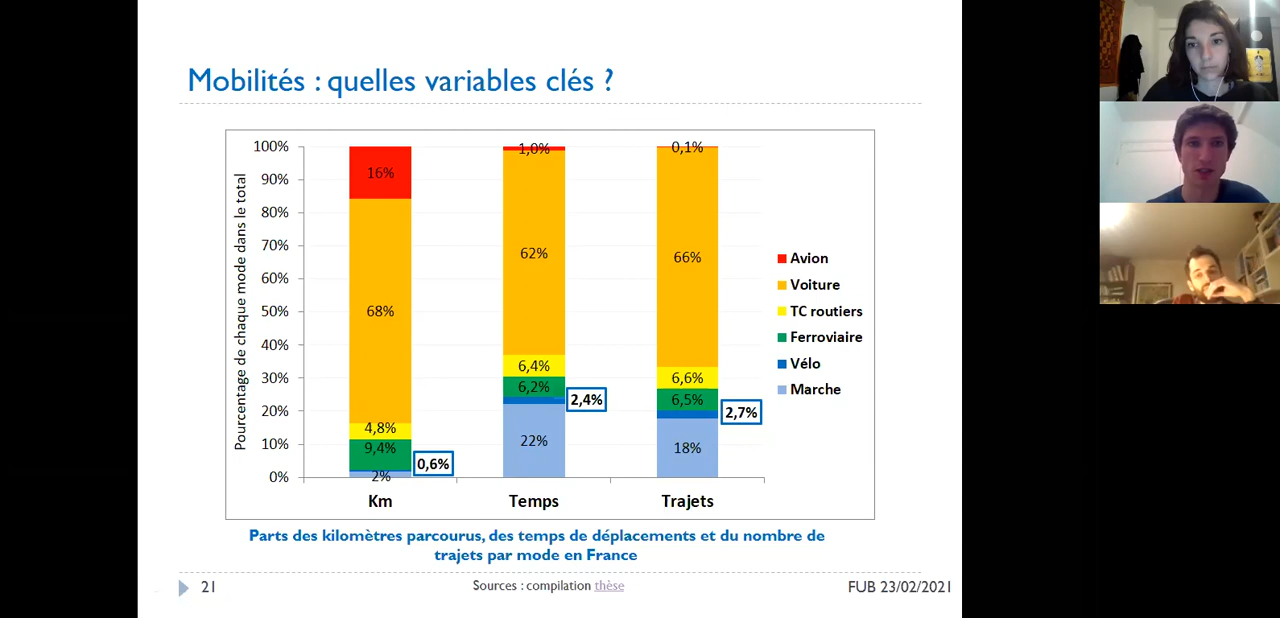 Mobilités : quelles variables clés ?
Pourcentage de chaque mode dans le total
100%
90%
80%
70%
60%
50%
40%
30%
20%
10%
0%
16%
68%
4,8%
9,4%
0,6%
2%
Km
1,0%
62%
6,4%
6,2%
2,4%
22%
Temps
0,1%
66%
6,6%
6,5%
2,7%
18%
Trajets
Avion
Voiture
TC routiers
Ferroviaire
Vélo
Marche
Parts des kilomètres parcourus, des temps de déplacements et du nombre de
trajets par mode en France
21
Sources : compilation thèse
FUB 23/02/2021